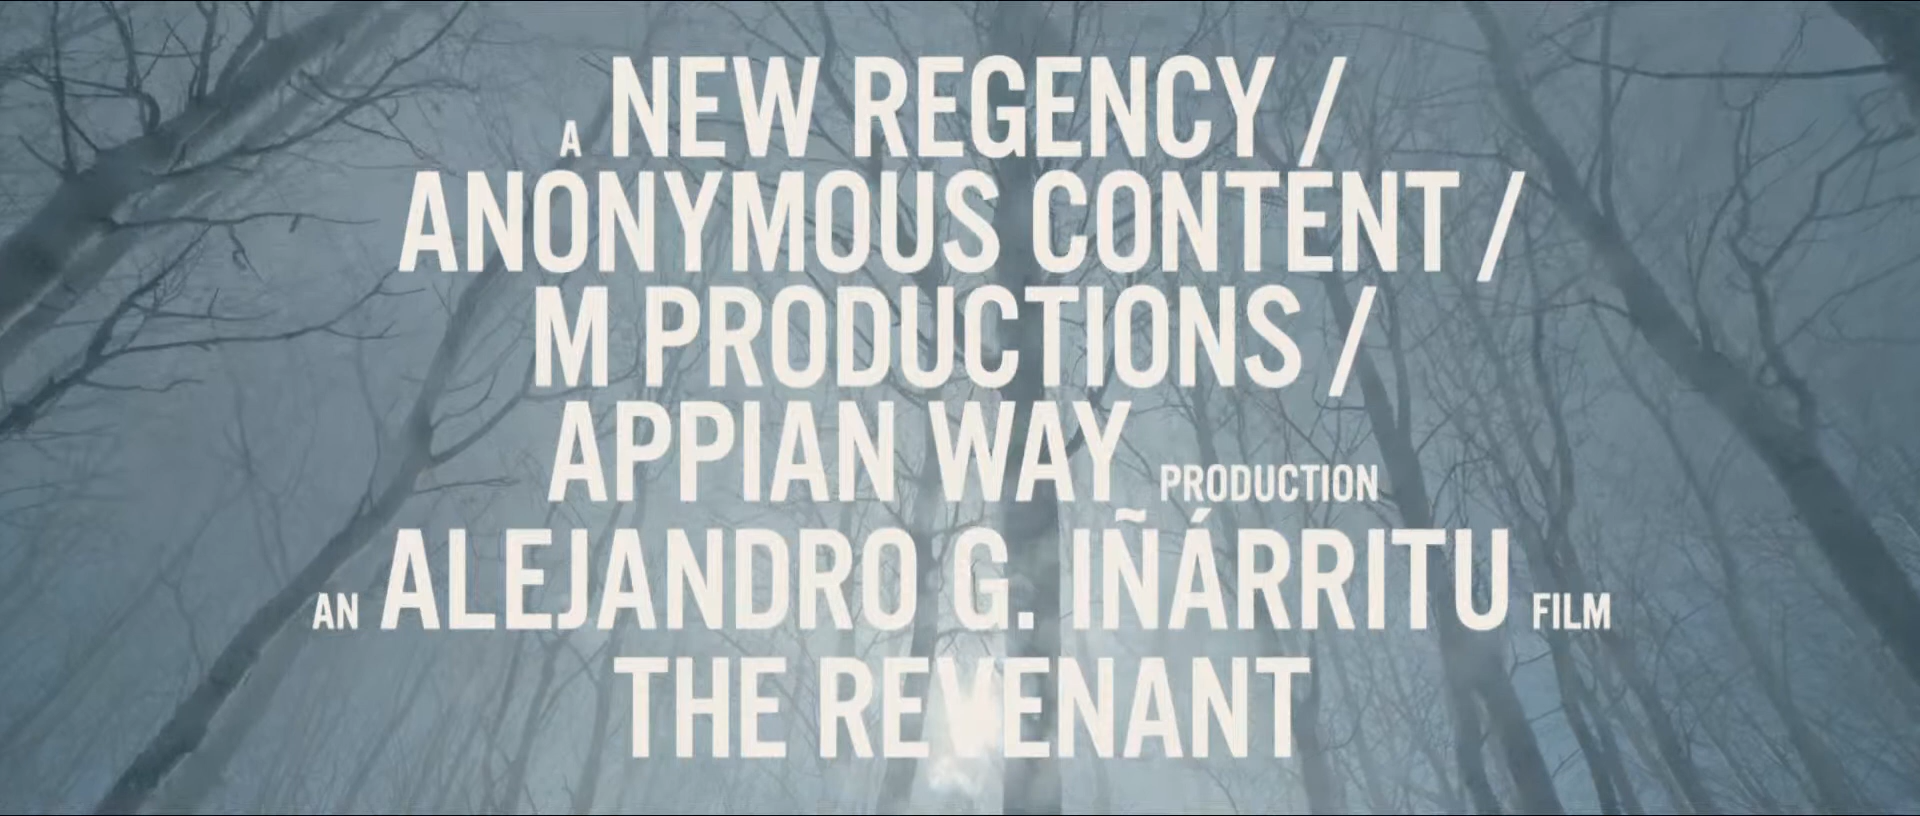 A NEW REGENCY /
ANONYMOUS CONTENT /
M PRODUCTIONS /
APPIAN WAY PRODUCTION
AN ALEJANDRO G. IÑÁRRITU FILM
THE REVENANT